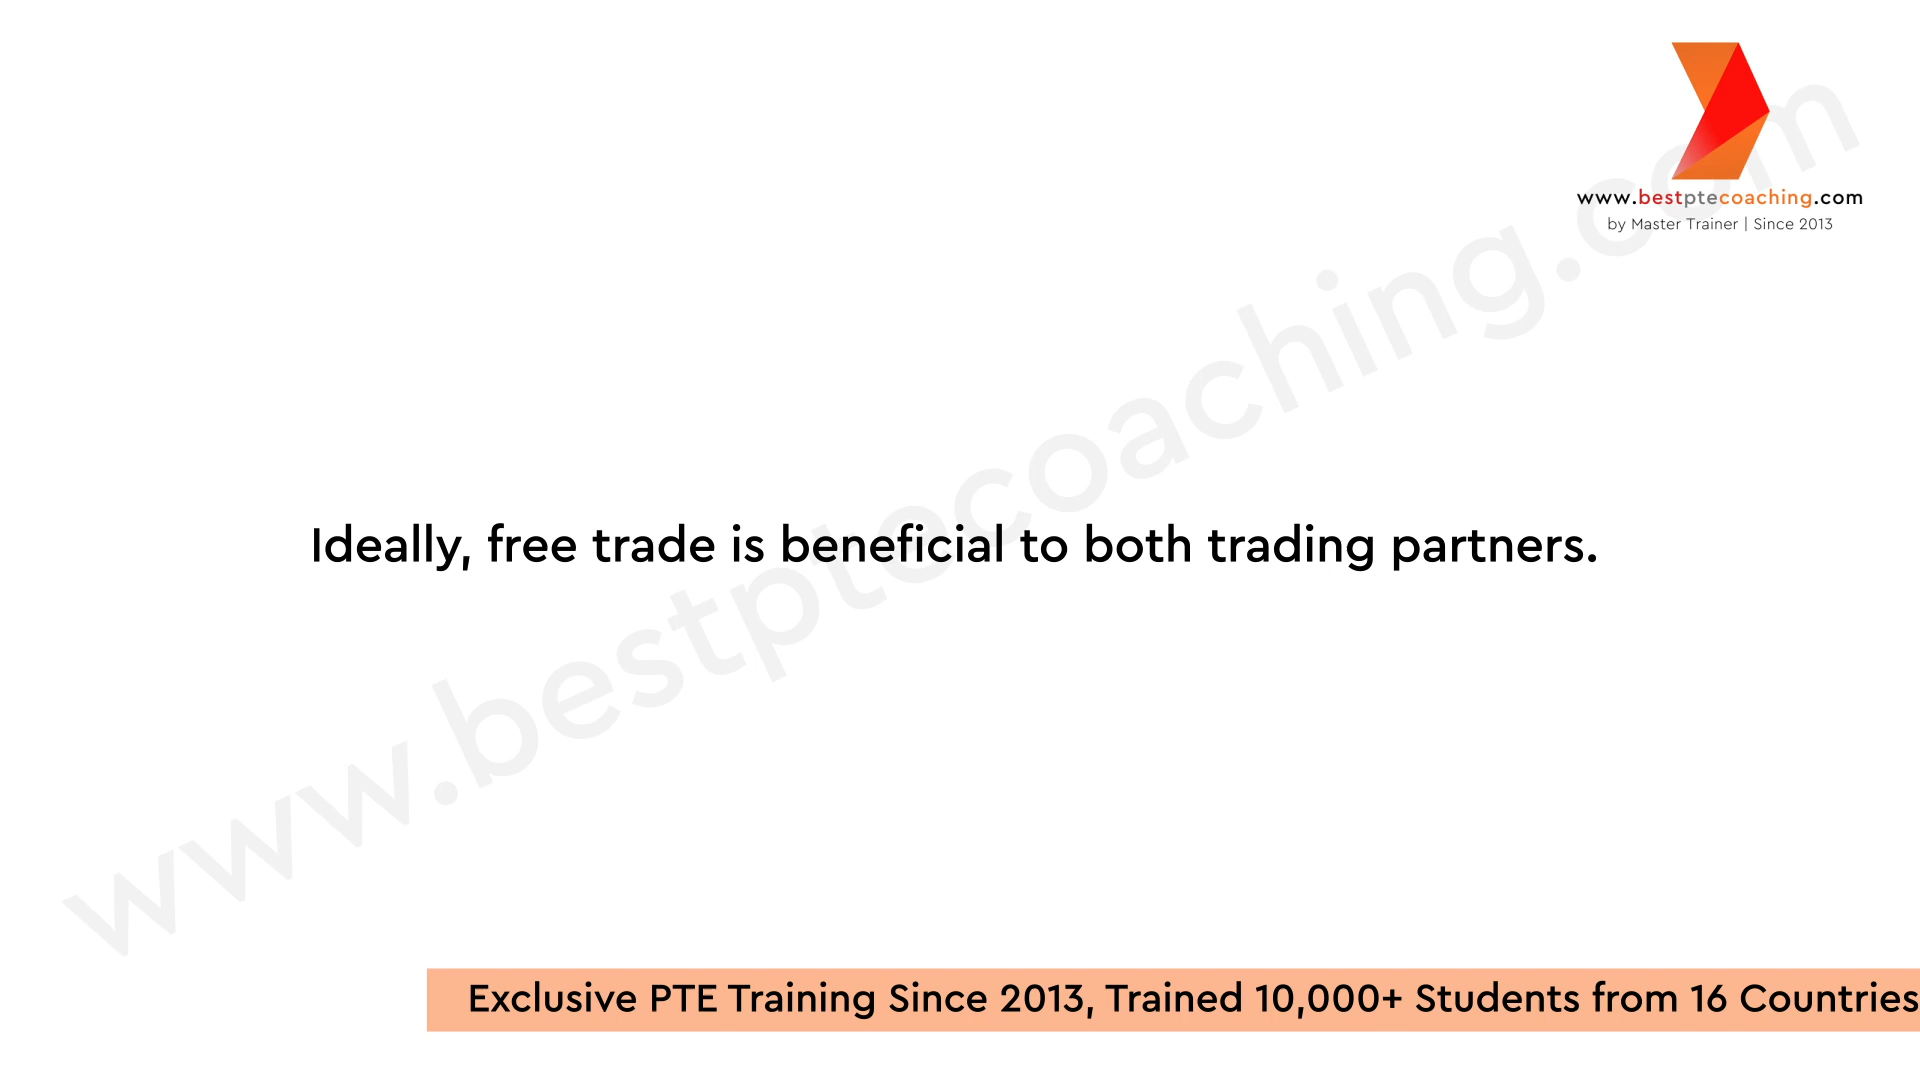 www.bestptecoaching.com
by Master Trainer | Since 2013
www.bestptecoaching.com
Ideally, free trade is beneficial to both trading partners.
Exclusive PTE Training Since 2013, Trained 10,000+ Students from 16 Countries